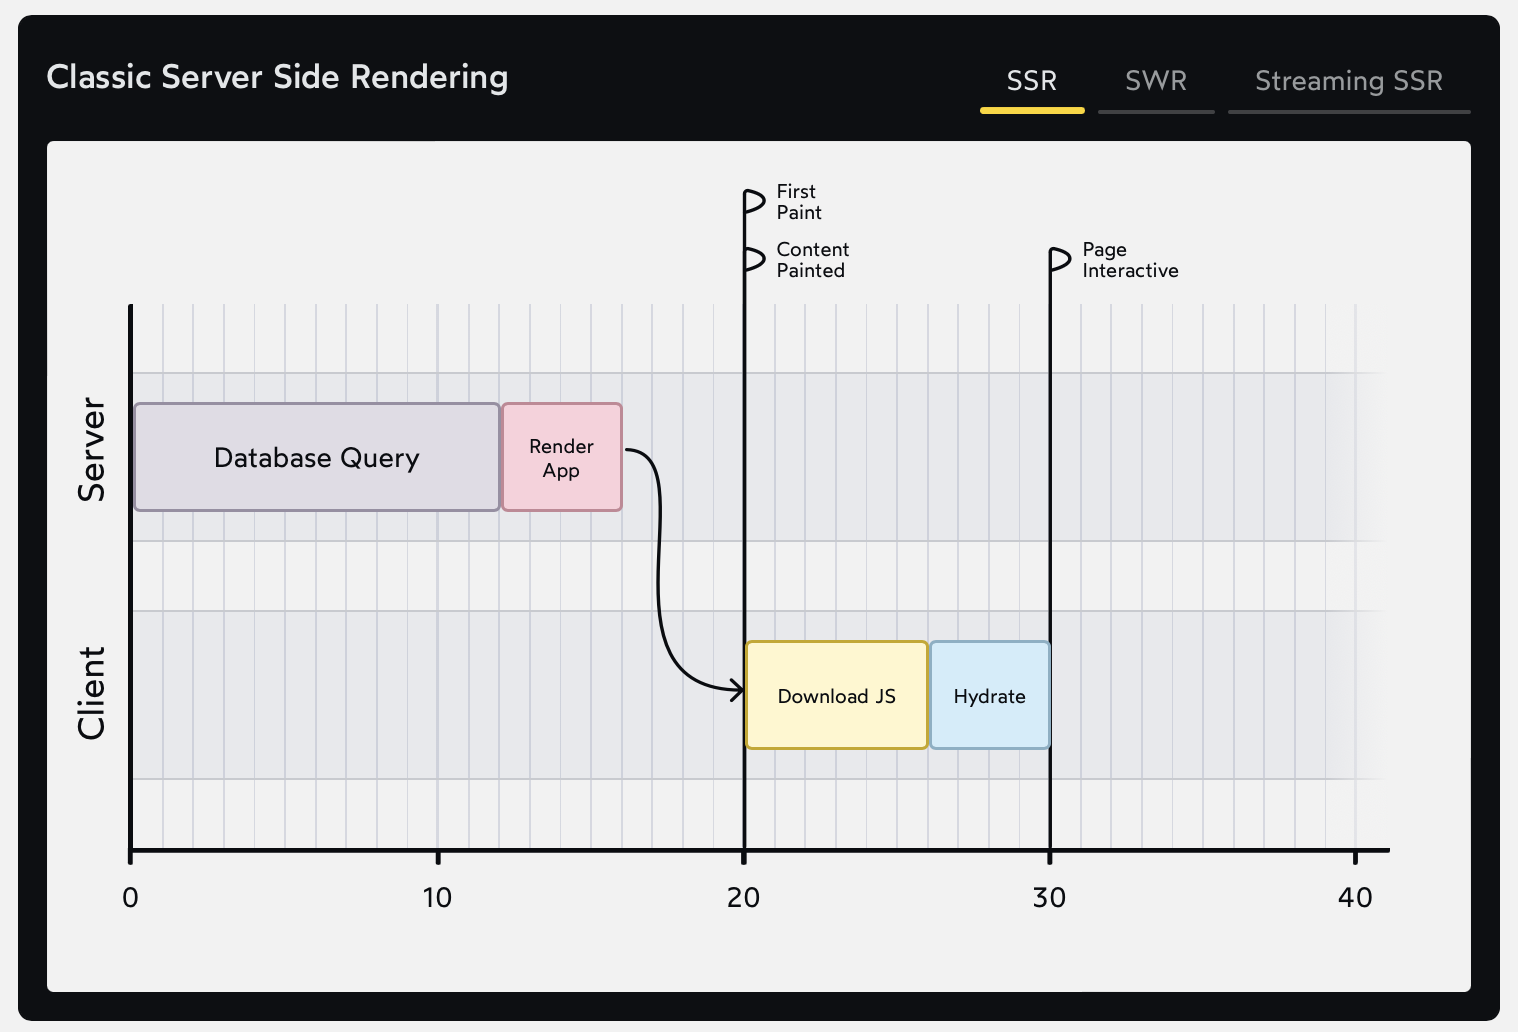 Classic Server Side Rendering
SSR
SWR
Streaming SSR
First
Paint
Content
Painted
Page
Interactive
Server
Database Query
Render
App
Client
Download JS
Hydrate
0
10
20
30
40